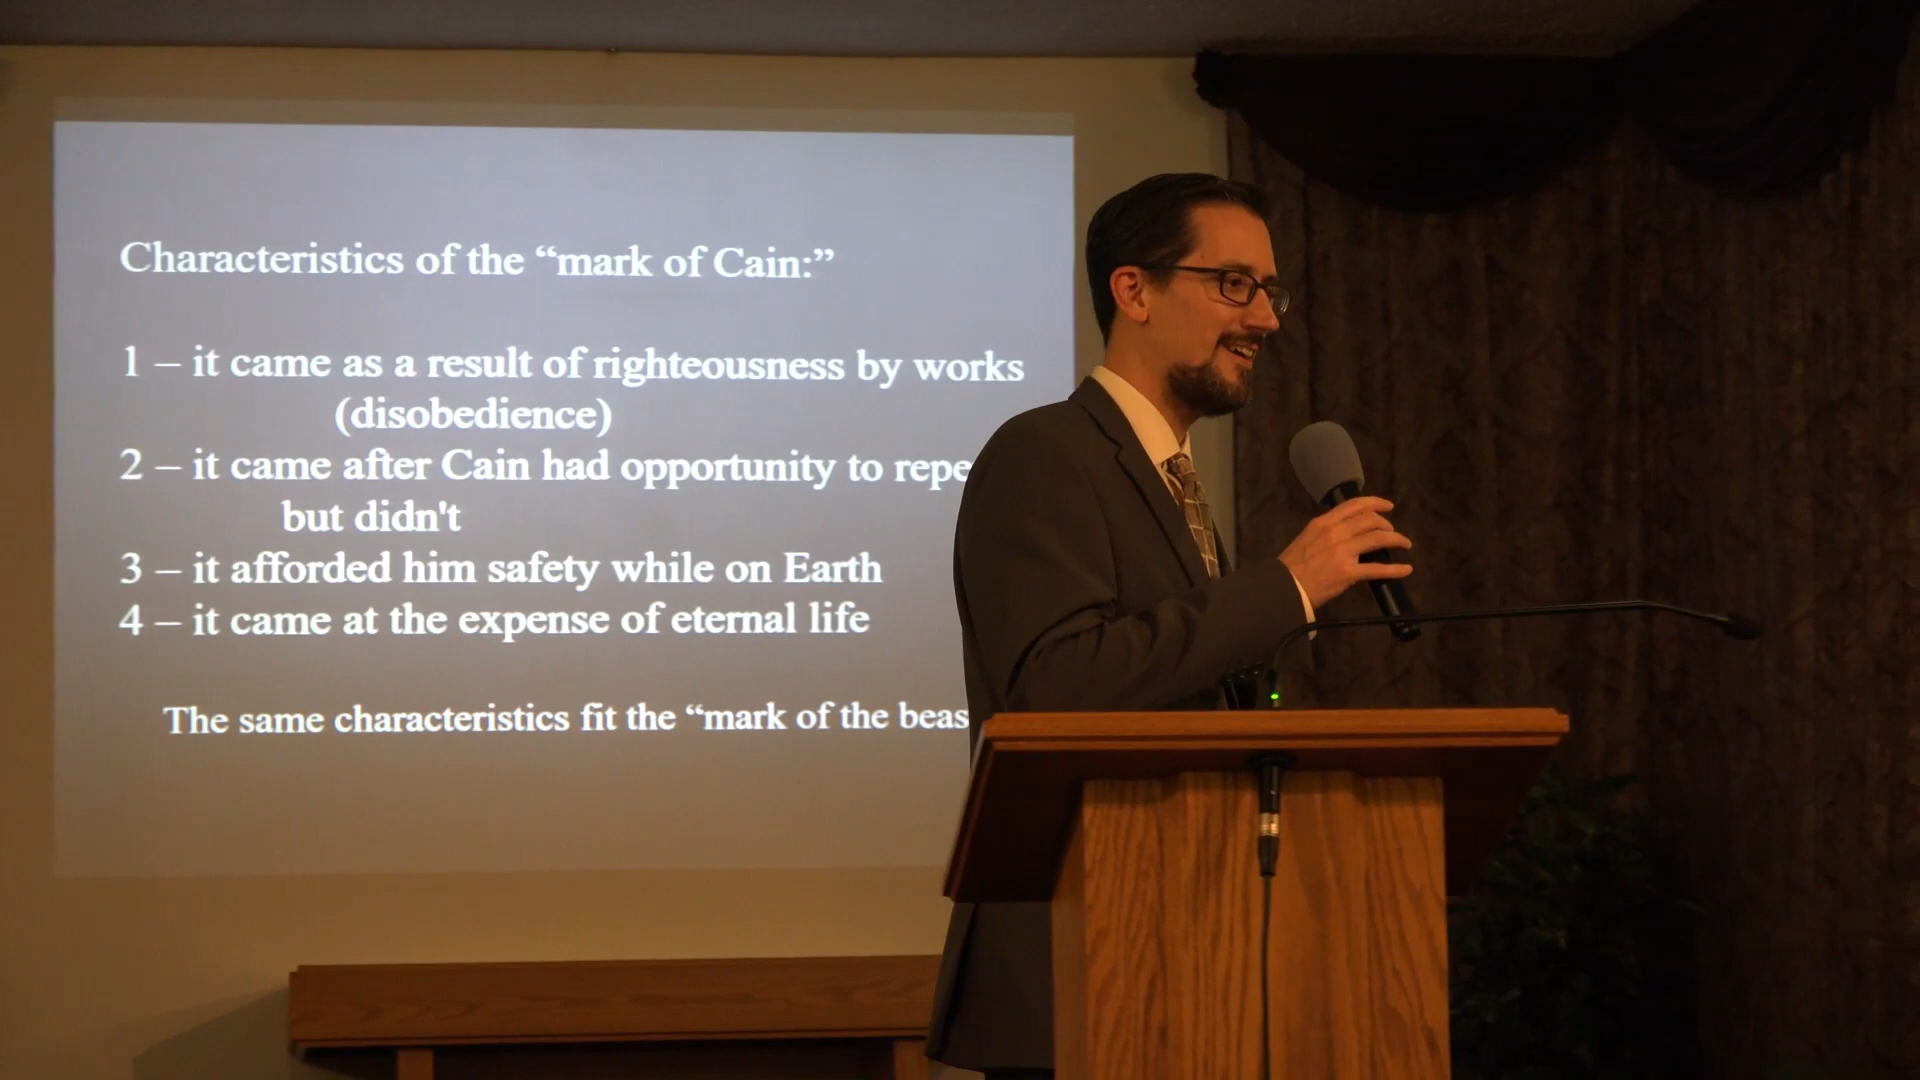 Characteristics of the “mark of Cain:”
1 – it came as a result of righteousness by works
(disobedience)
2 – it came after Cain had opportunity to repe
but didn't
3 – it afforded him safety while on Earth
4 – it came at the expense of eternal life
The same characteristics fit the “mark of the beas